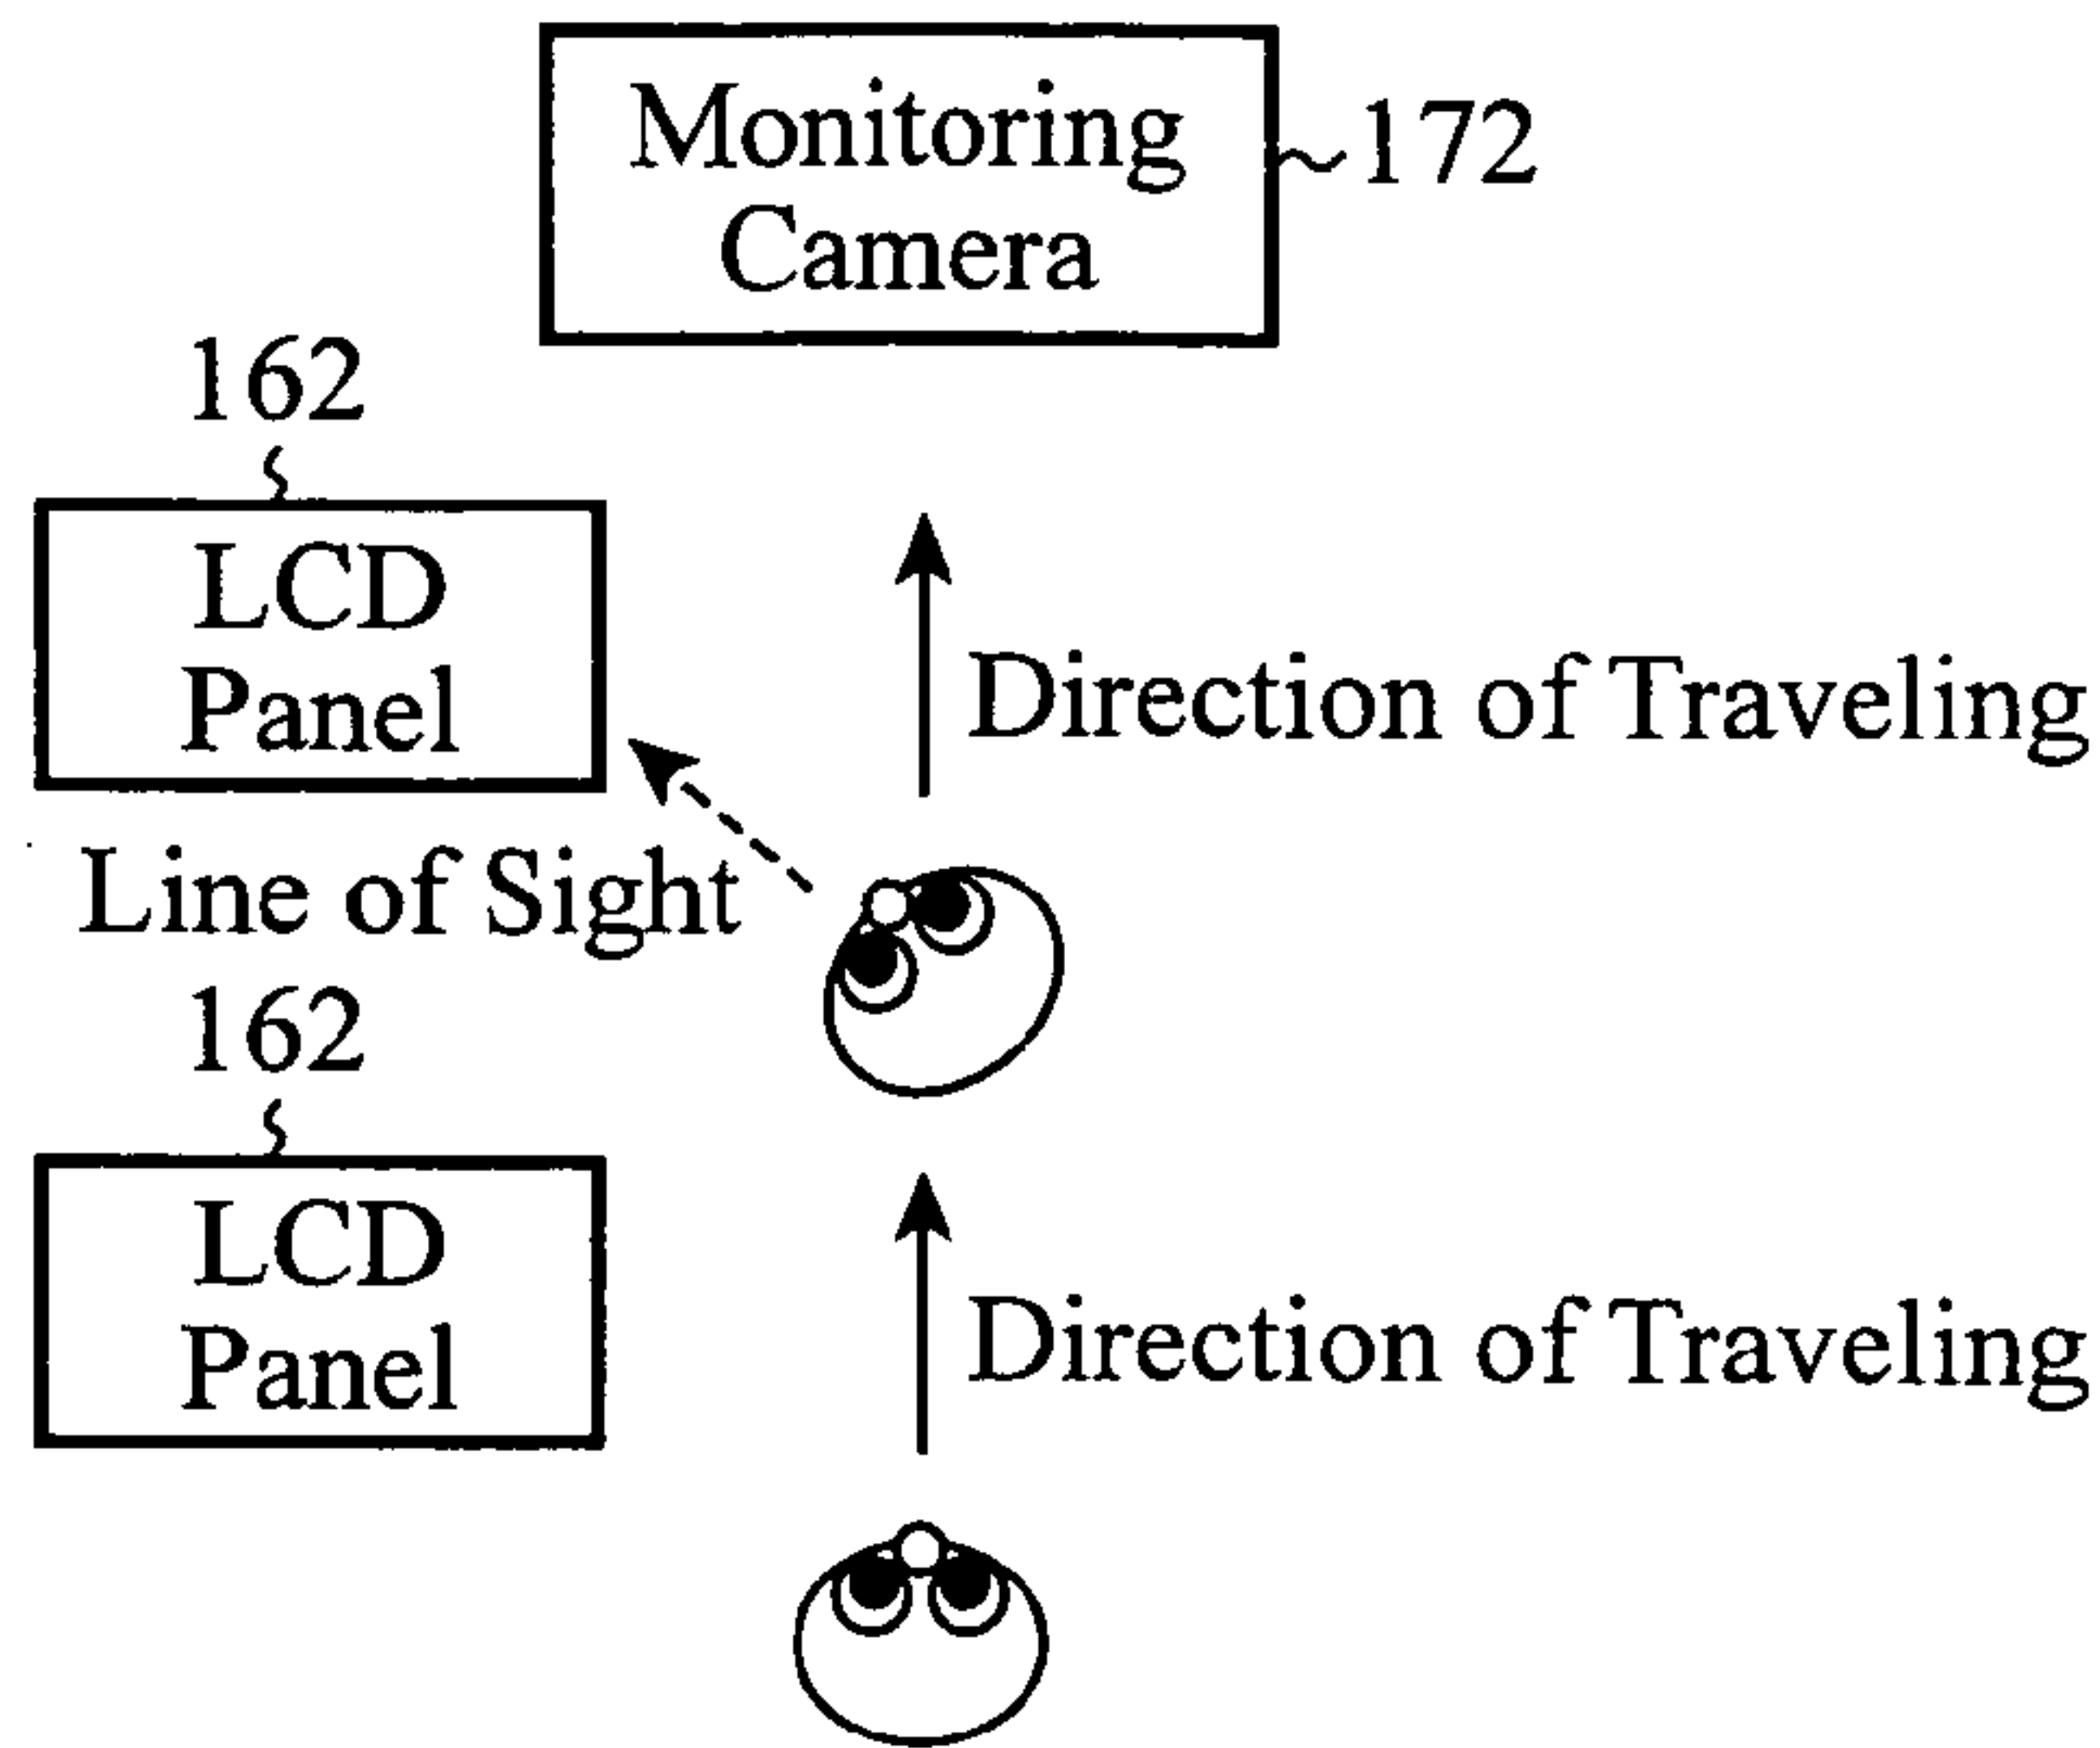 Monitoring
Camera
172
162
LCD
Panel
Direction of Traveling
Line of Sight
162
LCD
Panel
Direction of Traveling